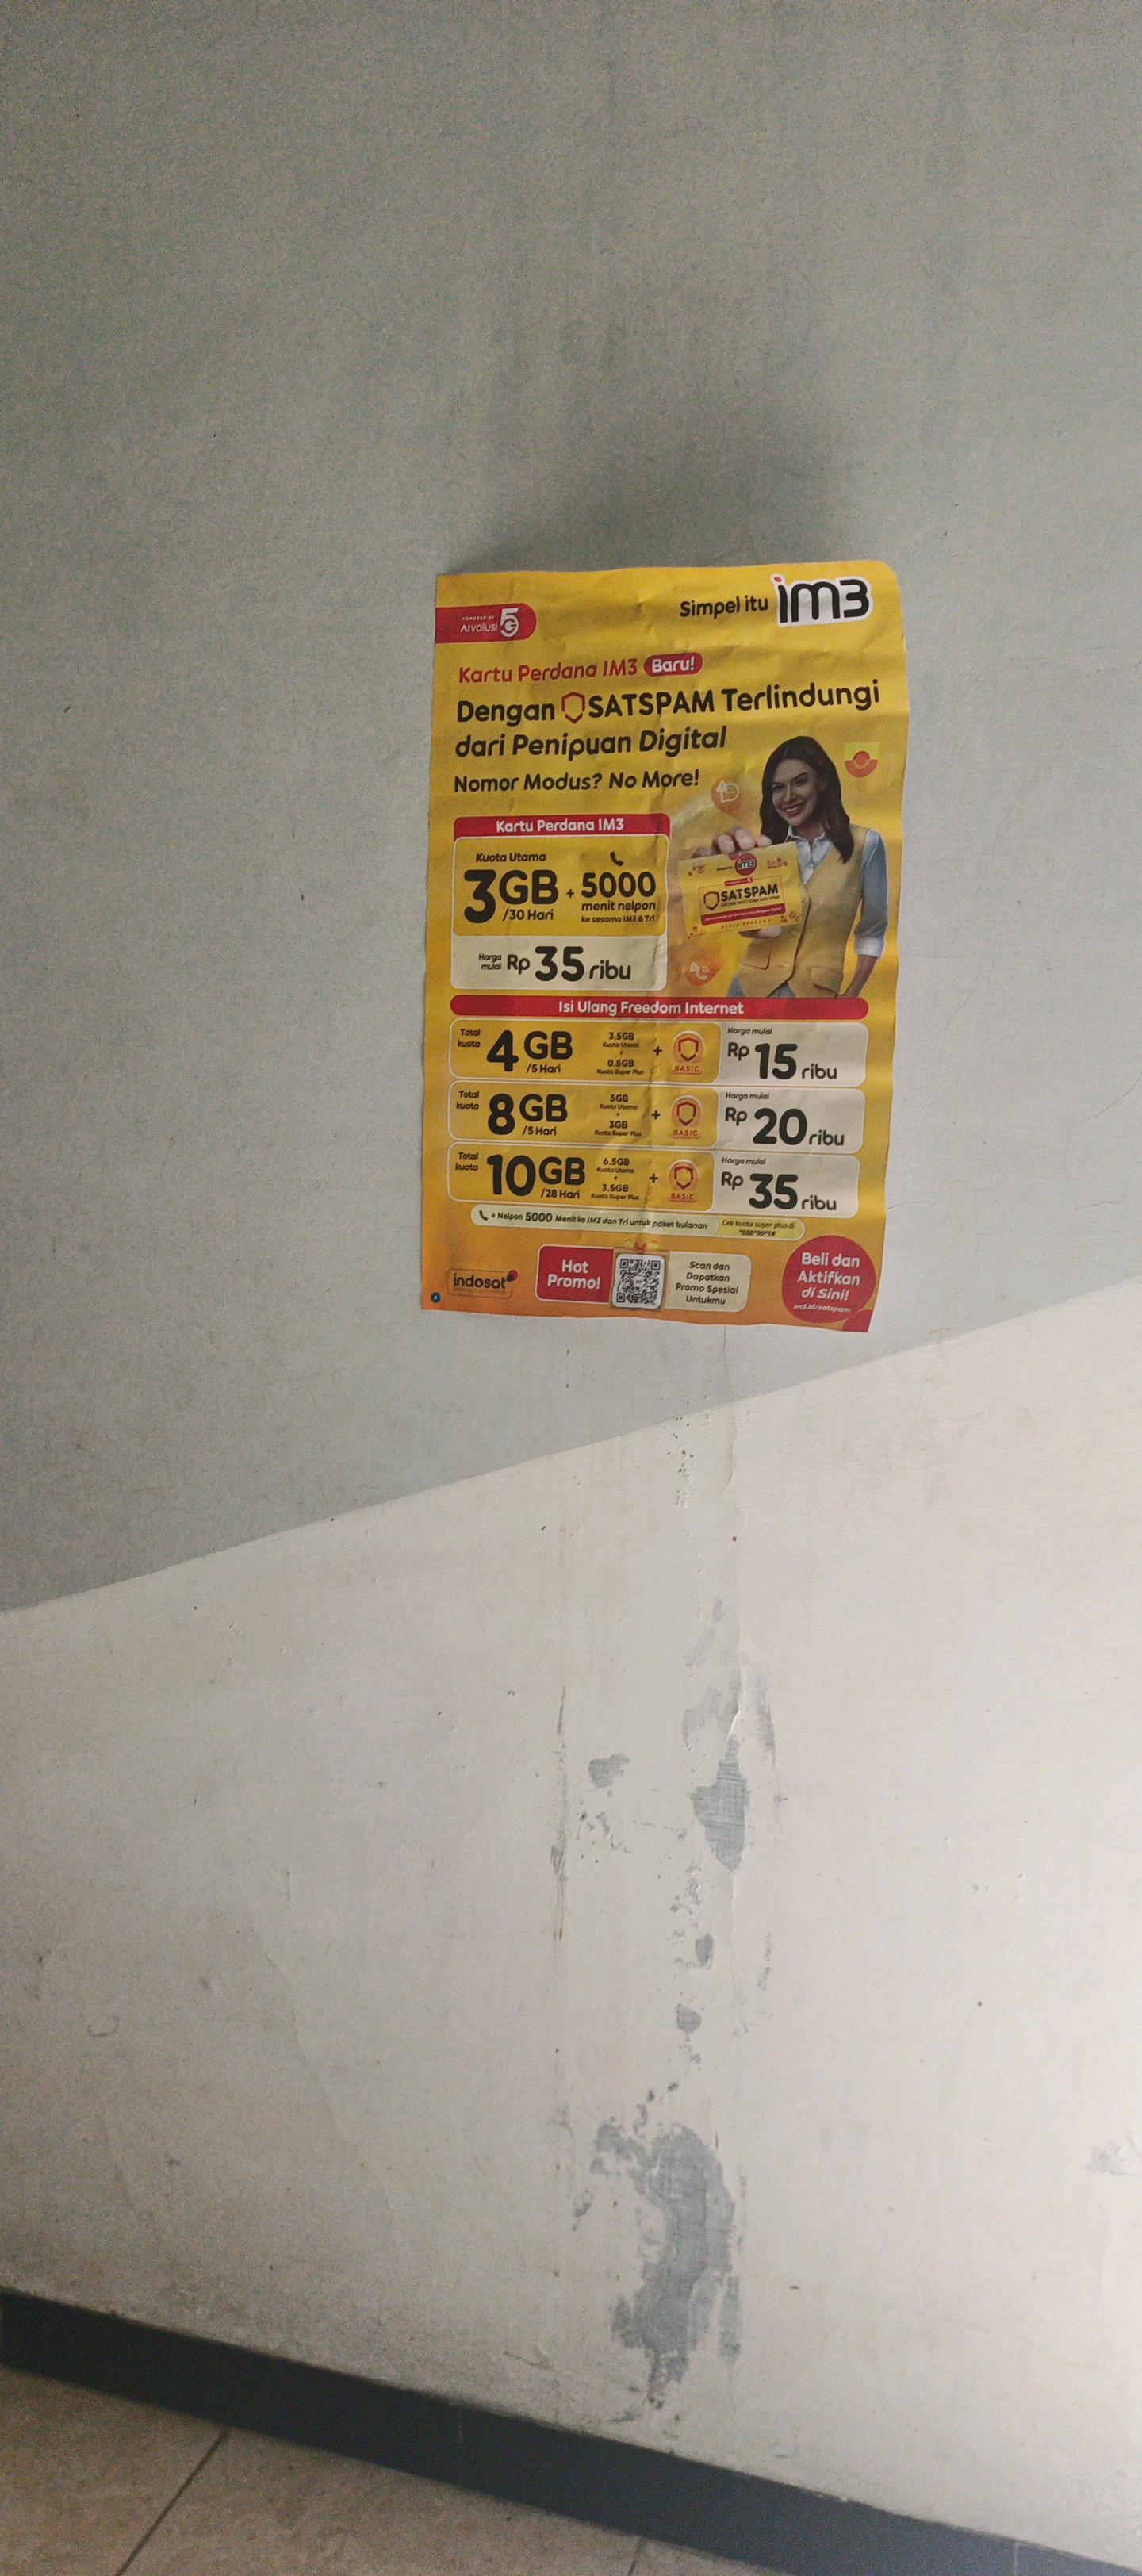 POWERED BY
AIvolusi5G
Simpel itu im3
Kartu Perdana IM3 Baru!
Dengan SATSPAM Terlindungi
dari Penipuan Digital
Nomor Modus? No More!
Kartu Perdana IM3
Kuota Utama
3GB + 5000
/30 Hari menit nelpon
ke sesama IM3 & Tri
Harga mulai Rp 35 ribu
im3
SATSPAM
Isi Ulang Freedom Internet
Total kuota 4GB /5 Hari
3.5GB
Kuota Utama
+
0.5GB
Kuota Super Plus
+ BASIC
Harga mulai
Rp 15 ribu
Total kuota 8GB /5 Hari
5GB
Kuota Utama
+
3GB
Kuota Super Plus
+ BASIC
Harga mulai
Rp 20 ribu
Total kuota 10GB /28 Hari
6.5GB
Kuota Utama
+
3.5GB
Kuota Super Plus
+ BASIC
Harga mulai
Rp 35 ribu
+ Nelpon 5000 Menit ke IM3 dan Tri untuk paket bulanan
Cek kuota super plus di
indosat
Hot
Promo!
Scan dan
Dapatkan
Promo Spesial
Untukmu
Beli dan
Aktifkan
di Sini!
im3.id/satspam